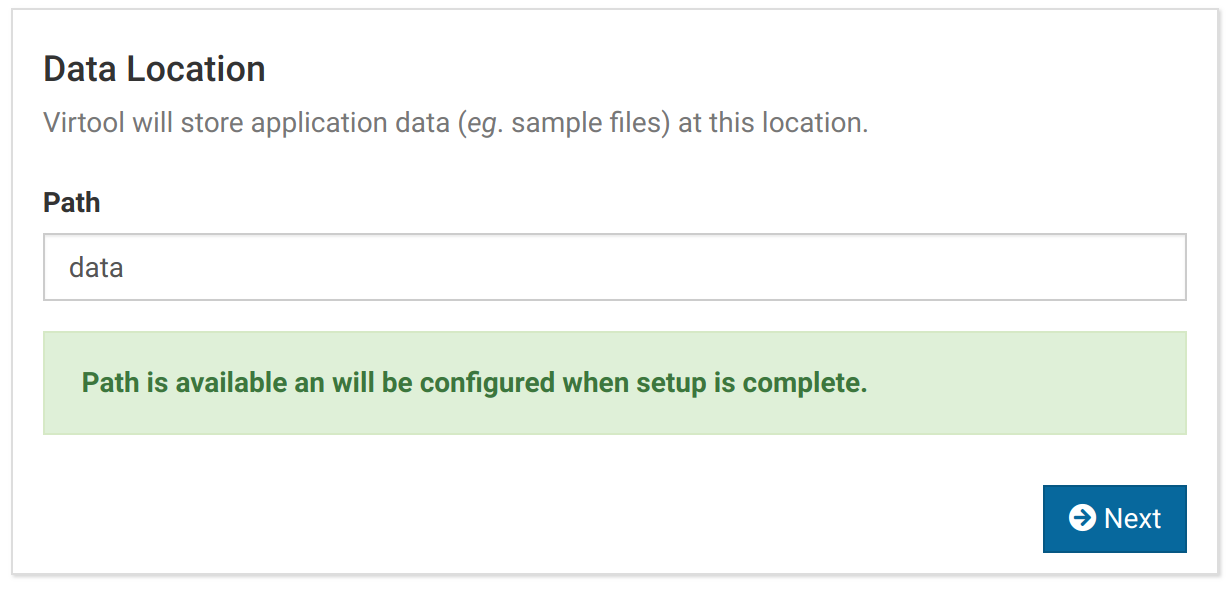 Data Location
Virtool will store application data (eg. sample files) at this location.
Path
data
Path is available an will be configured when setup is complete.
Next